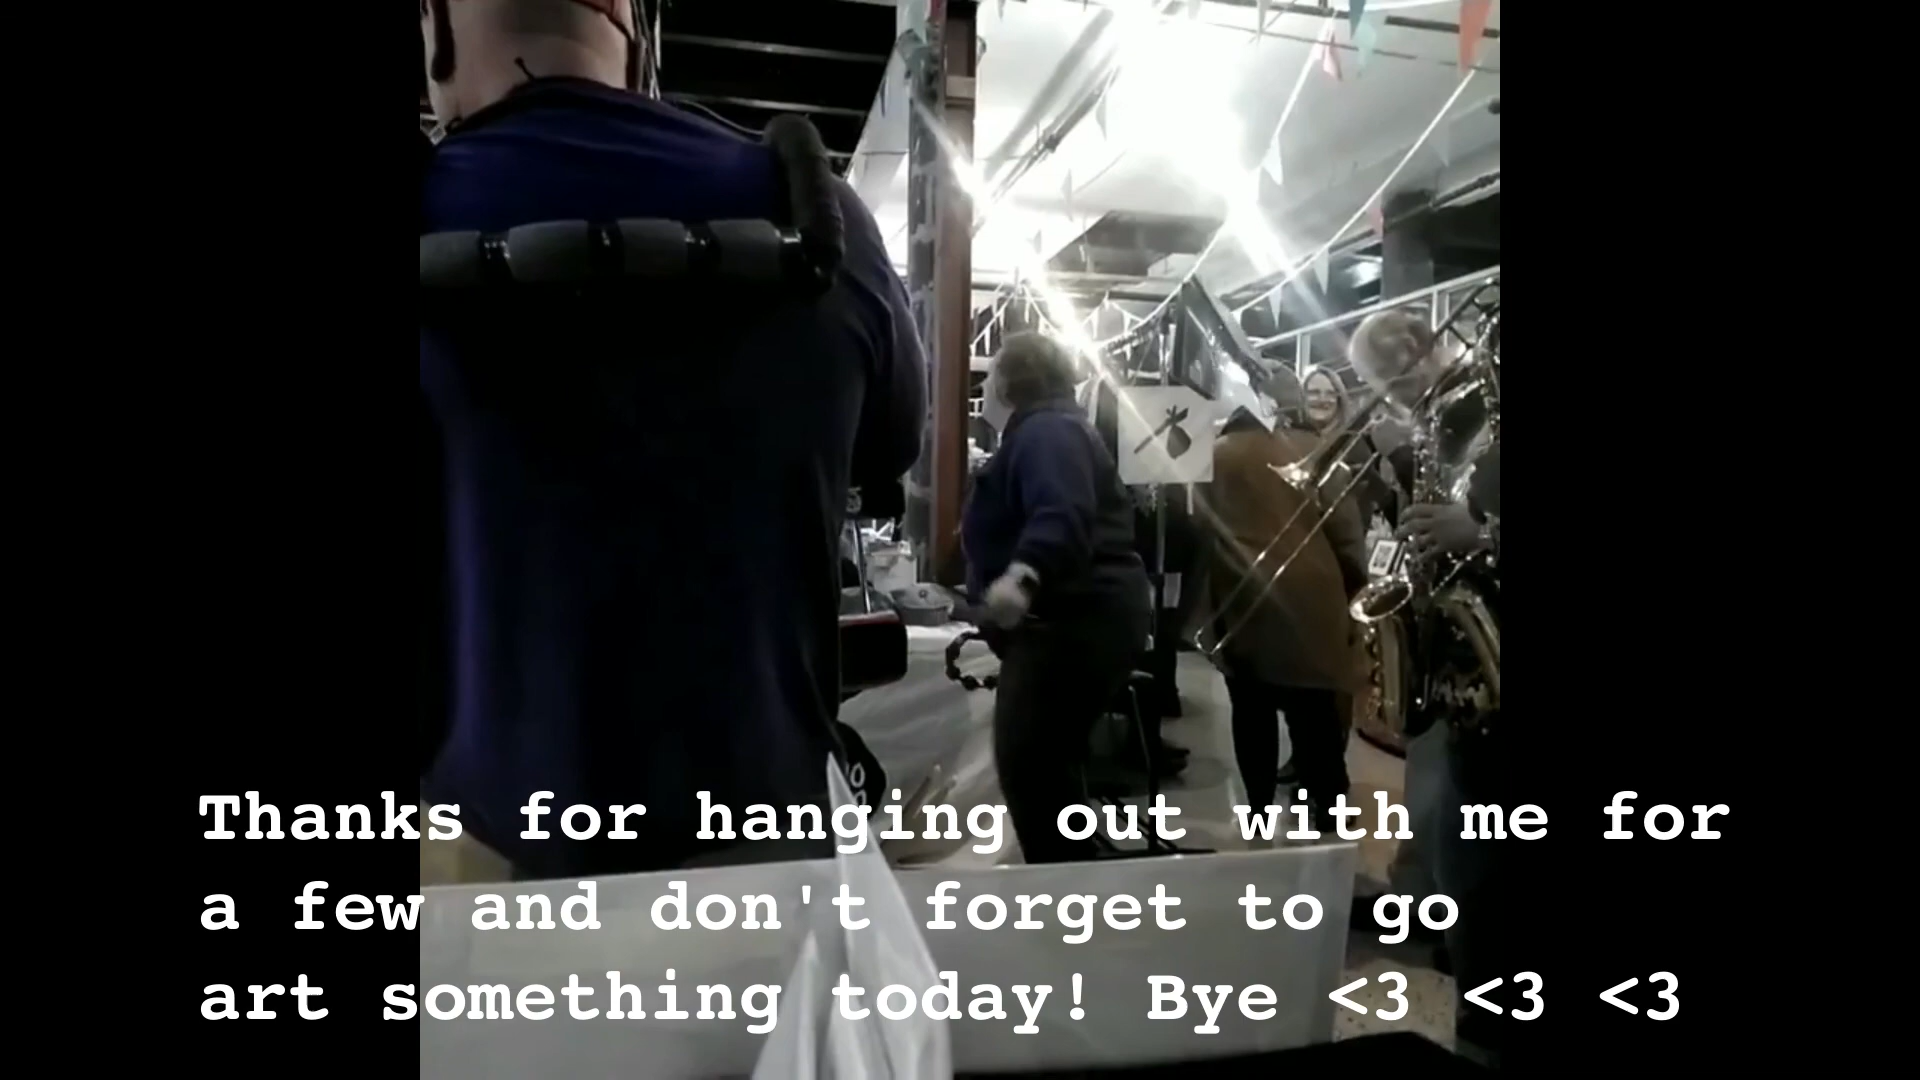 Thanks for hanging out with me for
a few and don't forget to go
art something today! Bye <3 <3 <3